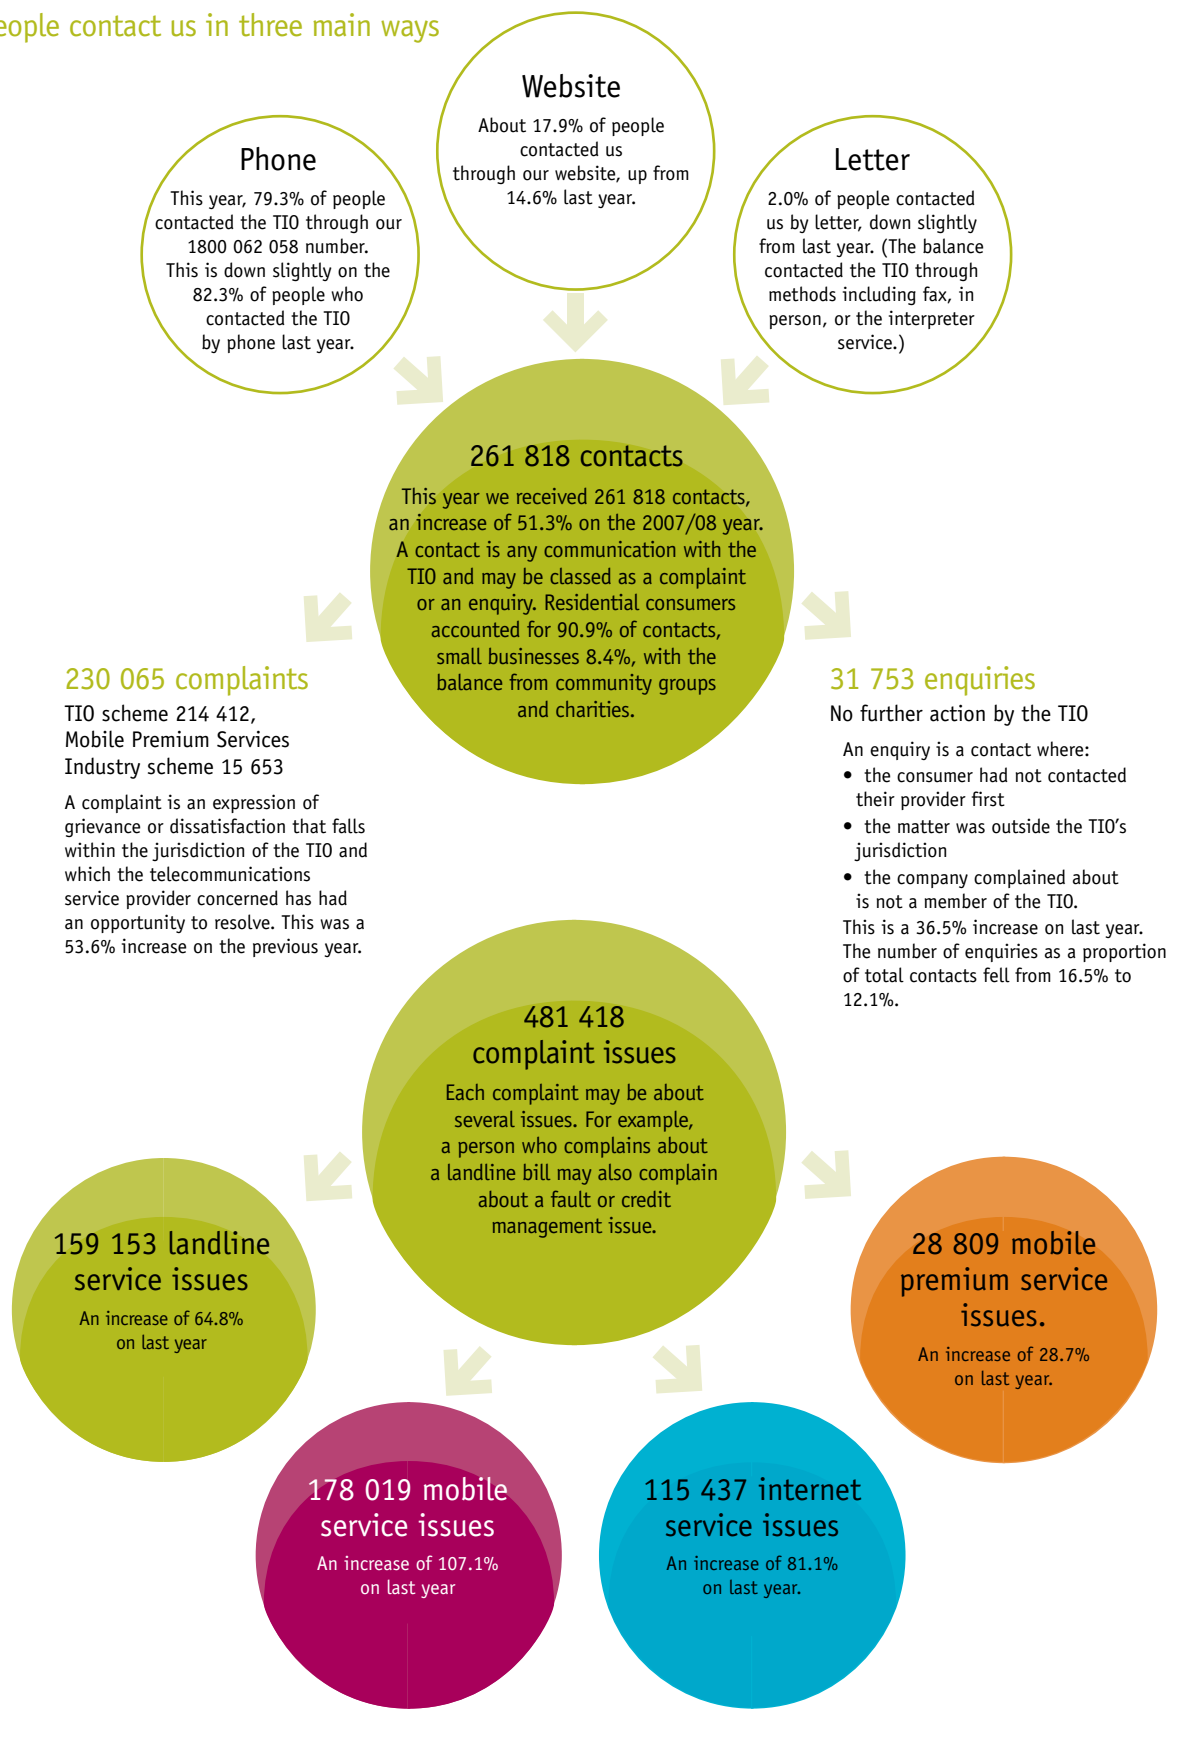 eople contact us in three main ways
Website
About 17.9% of people
contacted us
through our website, up from
14.6% last year.
Phone
This year, 79.3% of people
contacted the TIO through our
1800 062 058 number.
This is down slightly on the
82.3% of people who
contacted the TIO
by phone last year.
Letter
2.0% of people contacted
us by letter, down slightly
from last year. (The balance
contacted the TIO through
methods including fax, in
person, or the interpreter
service.)
261 818 contacts
This year we received 261 818 contacts,
an increase of 51.3% on the 2007/08 year.
A contact is any communication with the
TIO and may be classed as a complaint
or an enquiry. Residential consumers
accounted for 90.9% of contacts,
small businesses 8.4%, with the
balance from community groups
and charities.
230 065 complaints
TIO scheme 214 412,
Mobile Premium Services
Industry scheme 15 653
A complaint is an expression of
grievance or dissatisfaction that falls
within the jurisdiction of the TIO and
which the telecommunications
service provider concerned has had
an opportunity to resolve. This was a
53.6% increase on the previous year.
31 753 enquiries
No further action by the TIO
An enquiry is a contact where:
• the consumer had not contacted
their provider first
• the matter was outside the TIO's
jurisdiction
• the company complained about
is not a member of the TIO.
This is a 36.5% increase on last year.
The number of enquiries as a proportion
of total contacts fell from 16.5% to
12.1%.
481 418
complaint issues
Each complaint may be about
several issues. For example,
a person who complains about
a landline bill may also complain
about a fault or credit
management issue.
159 153 landline
service issues
An increase of 64.8%
on last year
28 809 mobile
premium service
issues.
An increase of 28.7%
on last year.
178 019 mobile
service issues
An increase of 107.1%
on last year
115 437 internet
service issues
An increase of 81.1%
on last year.